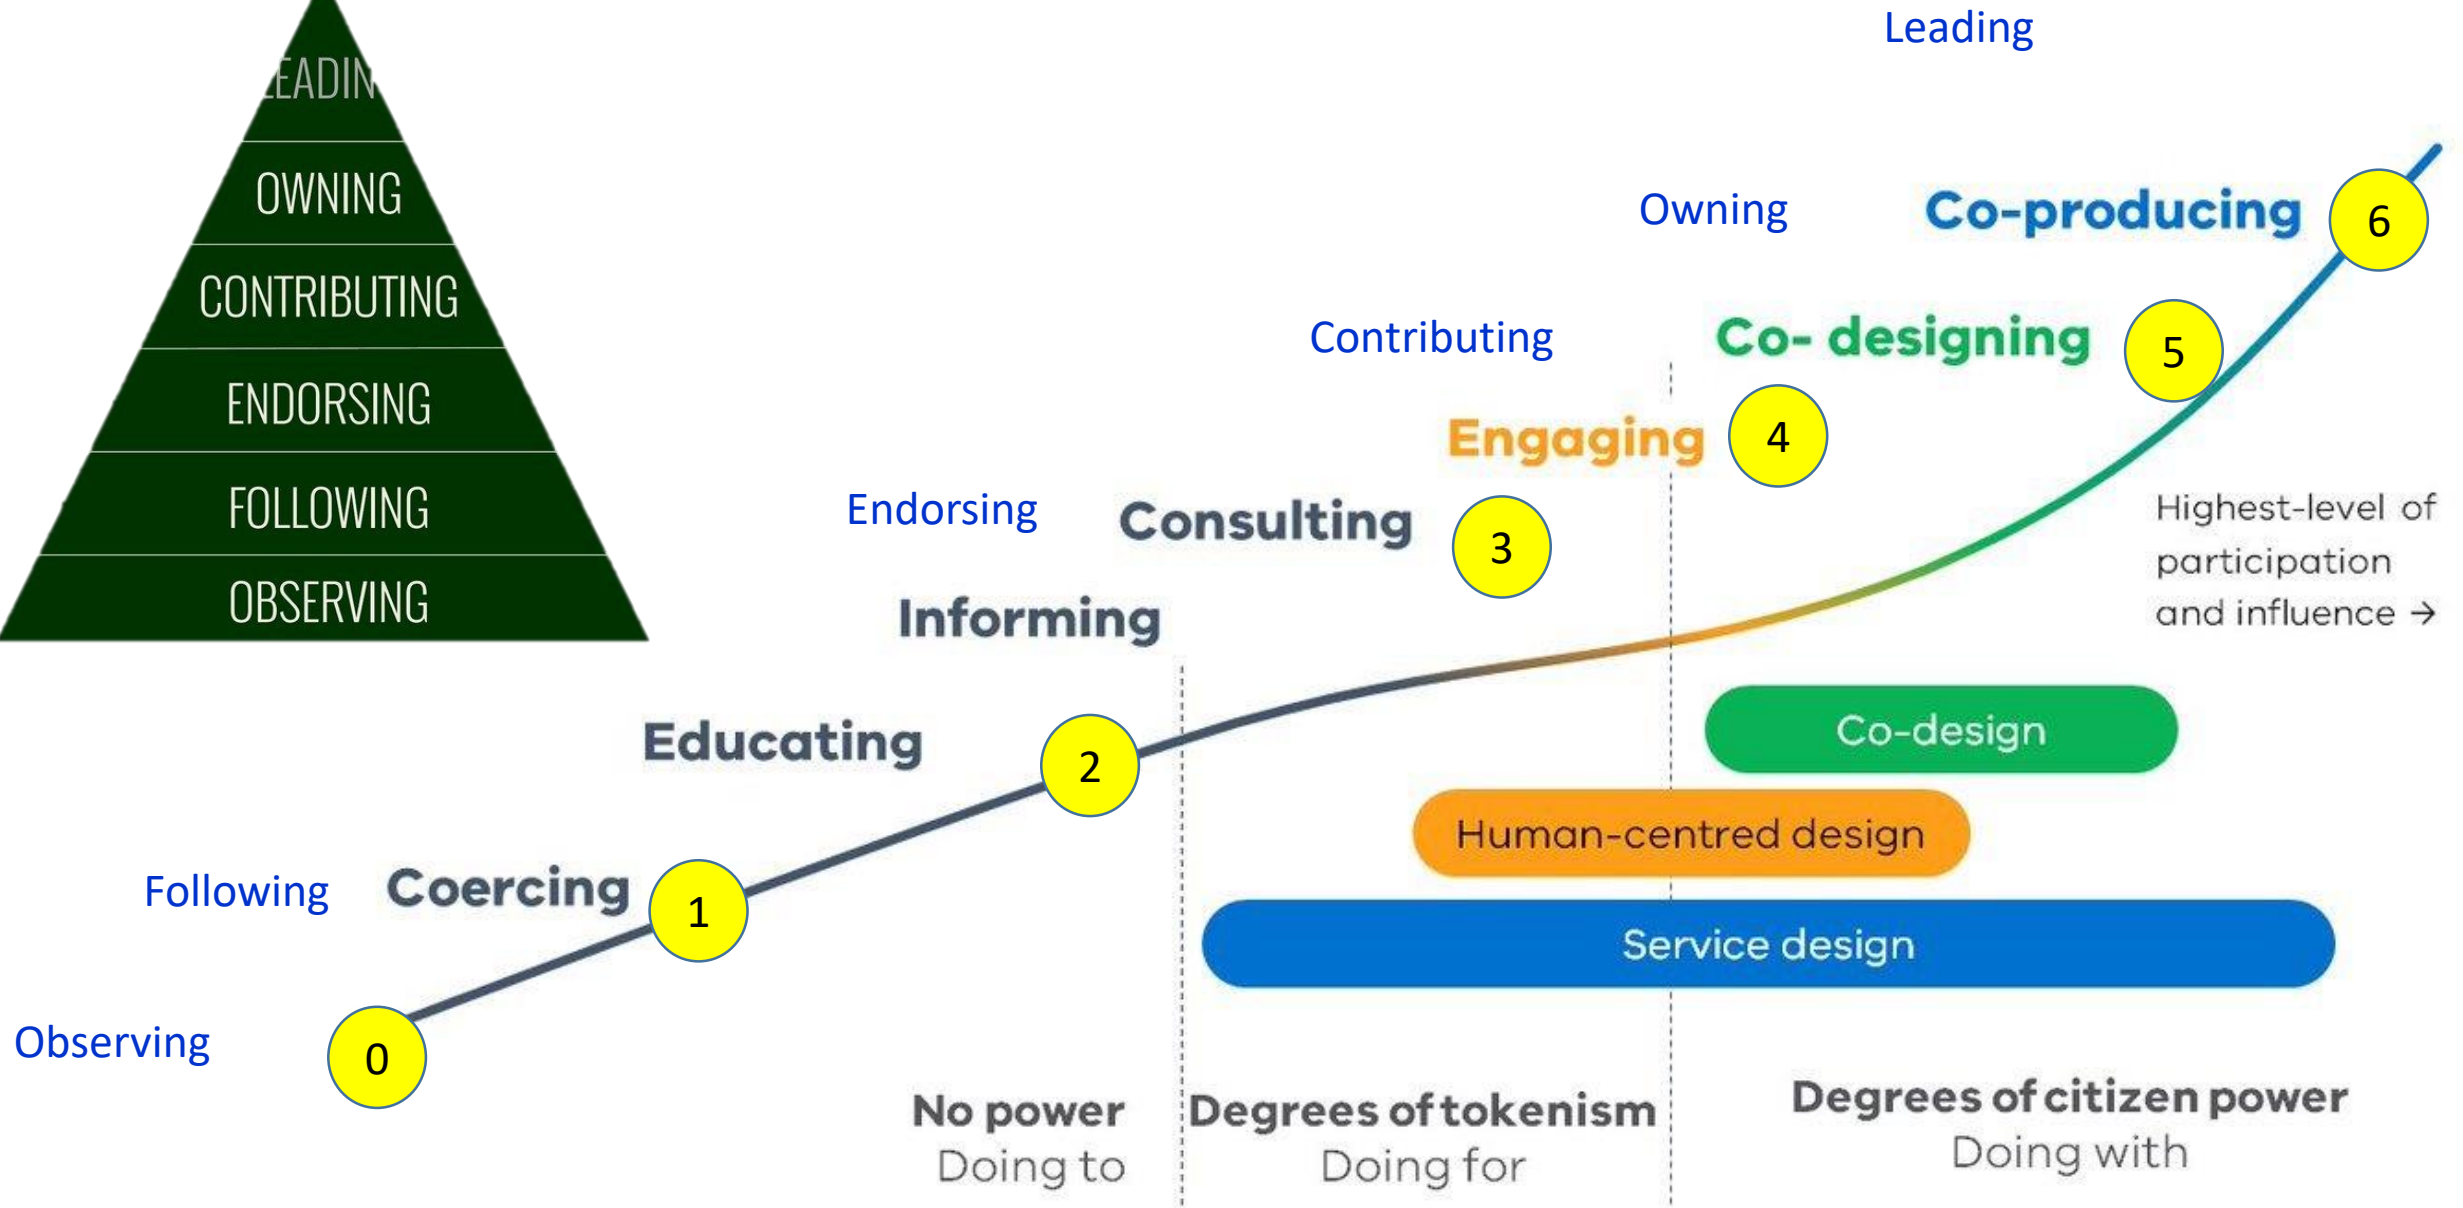 LEADING
OWNING
CONTRIBUTING
ENDORSING
FOLLOWING
OBSERVING
Leading
Owning
Co-producing
6
Contributing
Co- designing
5
Engaging
4
Endorsing
Consulting
3
Highest-level of
participation
and influence →
Informing
Educating
2
Co-design
Human-centred design
Following
Coercing
1
Service design
Observing
0
No power
Doing to
Degrees of tokenism
Doing for
Degrees of citizen power
Doing with